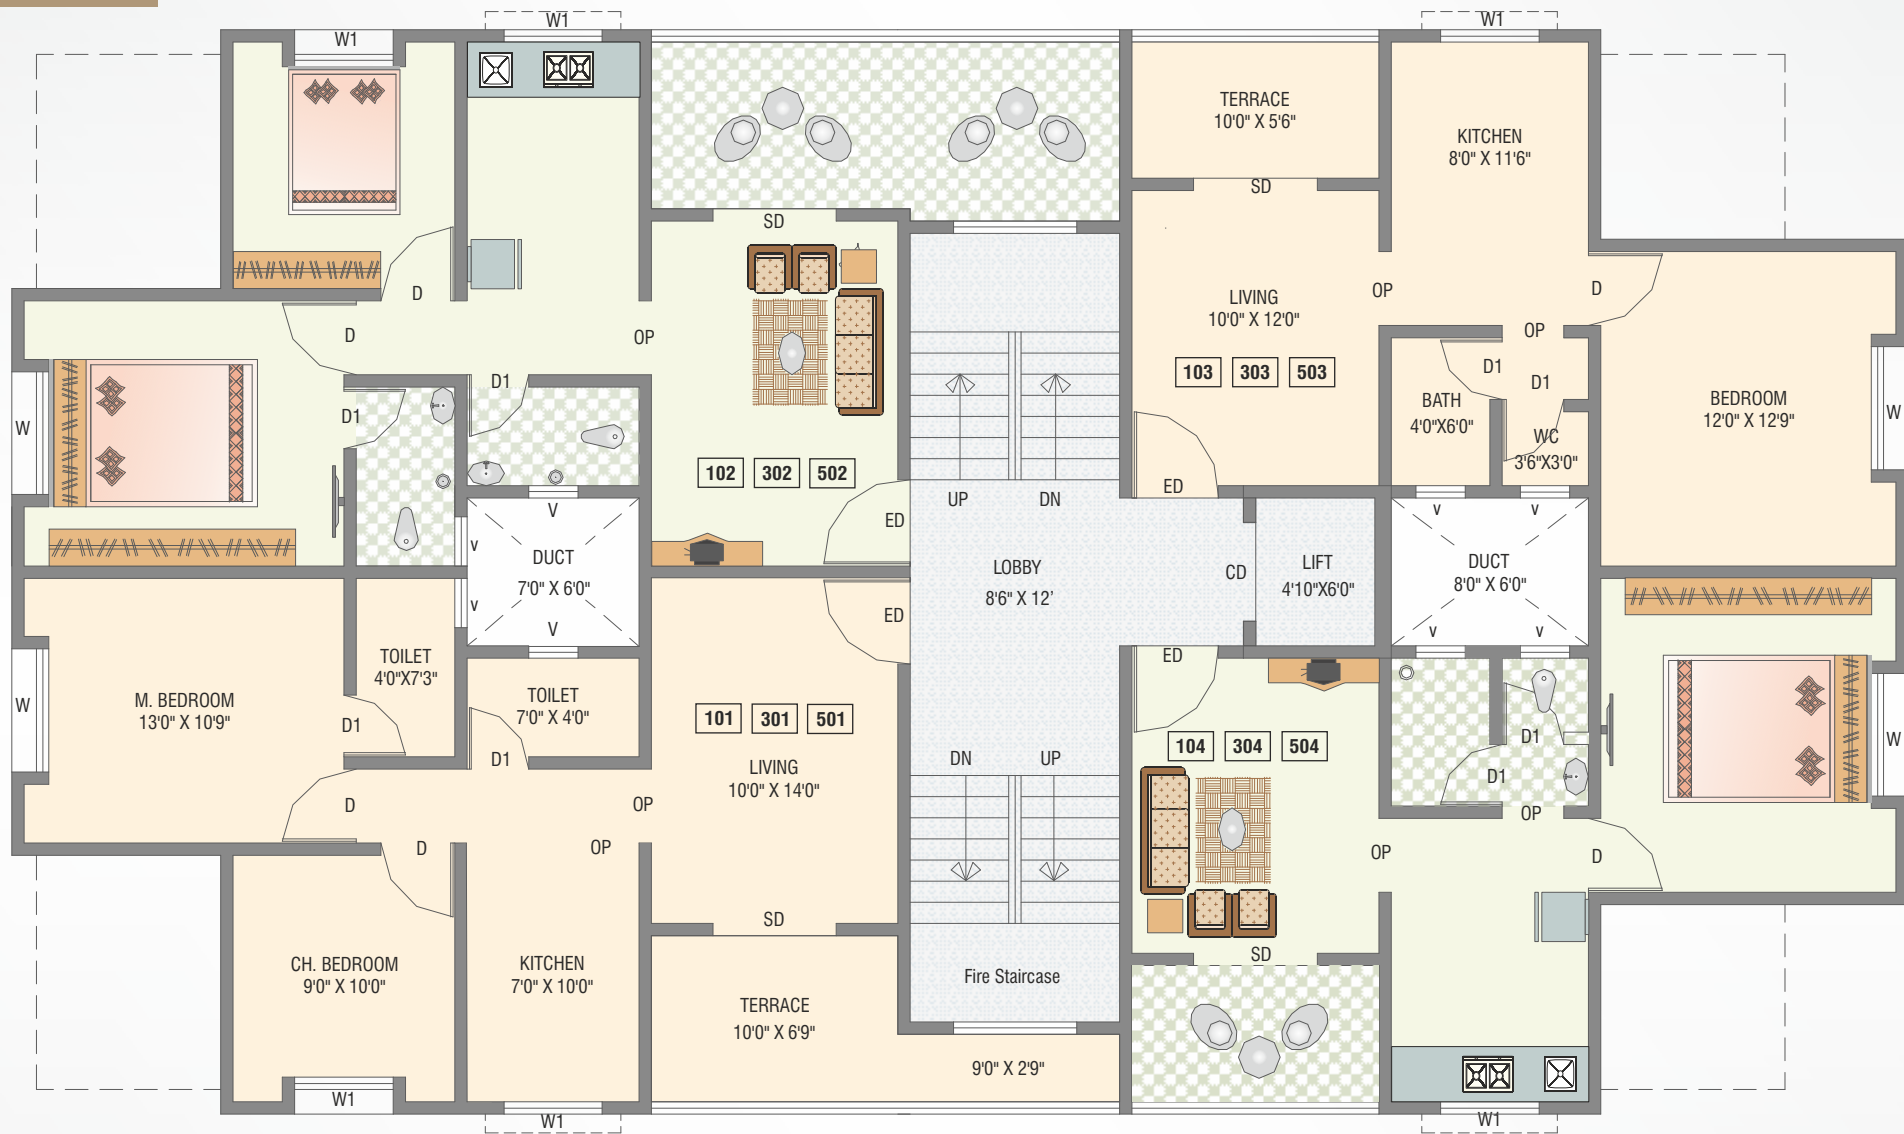 W1
W1
W1
TERRACE
10'0" X 5'6"
KITCHEN
8'0" X 11'6"
SD
SD
D
D
OP
LIVING
10'0" X 12'0"
OP
D
OP
103 303 503
D1
D1
D1
D1
BATH
4'0"X6'0"
WC
3'6"X3'0"
BEDROOM
12'0" X 12'9"
W
W
102 302 502
ED
ED
UP
DN
V
V
V
DUCT
7'0" X 6'0"
V
V
V
LOBBY
8'6" X 12'
CD
LIFT
4'10"X6'0"
DUCT
8'0" X 6'0"
V
V
ED
ED
TOILET
4'0"X7'3"
TOILET
7'0" X 4'0"
M. BEDROOM
13'0" X 10'9"
W
W
D1
D1
101 301 501
LIVING
10'0" X 14'0"
DN
UP
104 304 504
D1
D1
OP
D
OP
OP
D
OP
D
SD
SD
CH. BEDROOM
9'0" X 10'0"
KITCHEN
7'0" X 10'0"
TERRACE
10'0" X 6'9"
Fire Staircase
9'0" X 2'9"
W1
W1
W1